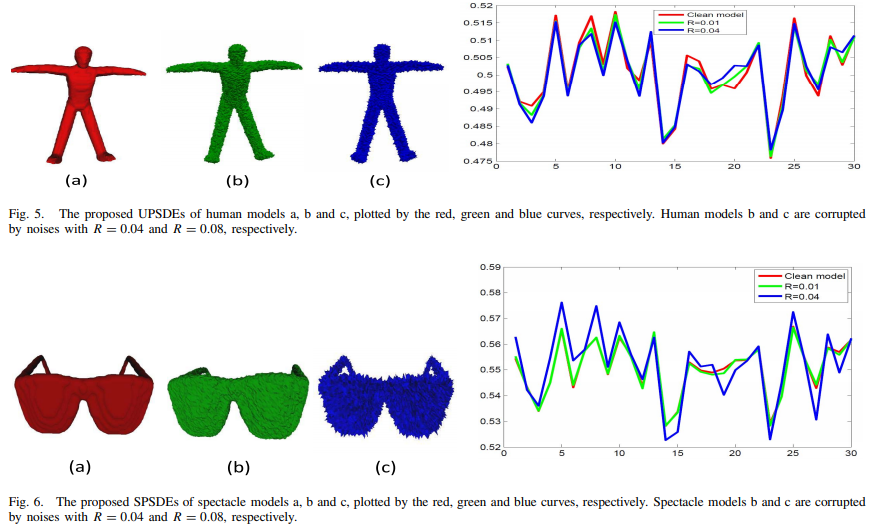 0.52
0.515
0.51
0.505
0.5
0.495
0.49
0.485
0.48
0.475
0 5 10 15 20 25 30
Clean model
R=0.01
R=0.04
(a) (b) (c)
Fig. 5. The proposed UPSDEs of human models a, b and c, plotted by the red, green and blue curves, respectively. Human models b and c are corrupted
by noises with R = 0.04 and R = 0.08, respectively.
0.59
0.58
0.57
0.56
0.55
0.54
0.53
0.52
0 5 10 15 20 25 30
Clean model
R=0.01
R=0.04
(a) (b) (c)
Fig. 6. The proposed SPSDEs of spectacle models a, b and c, plotted by the red, green and blue curves, respectively. Spectacle models b and c are corrupted
by noises with R = 0.04 and R = 0.08, respectively.